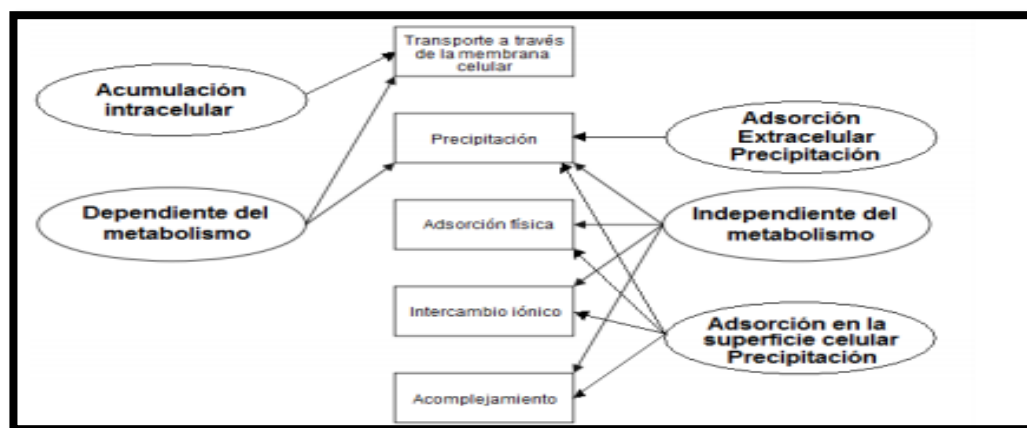 Transporte a través
de la membrana
celular
Acumulación
intracelular
Precipitación
Adsorción
Extracelular
Precipitación
Dependiente del
metabolismo
Adsorción física
Independiente del
metabolismo
Intercambio iónico
Adsorción en la
superficie celular
Precipitación
Acomplejamiento